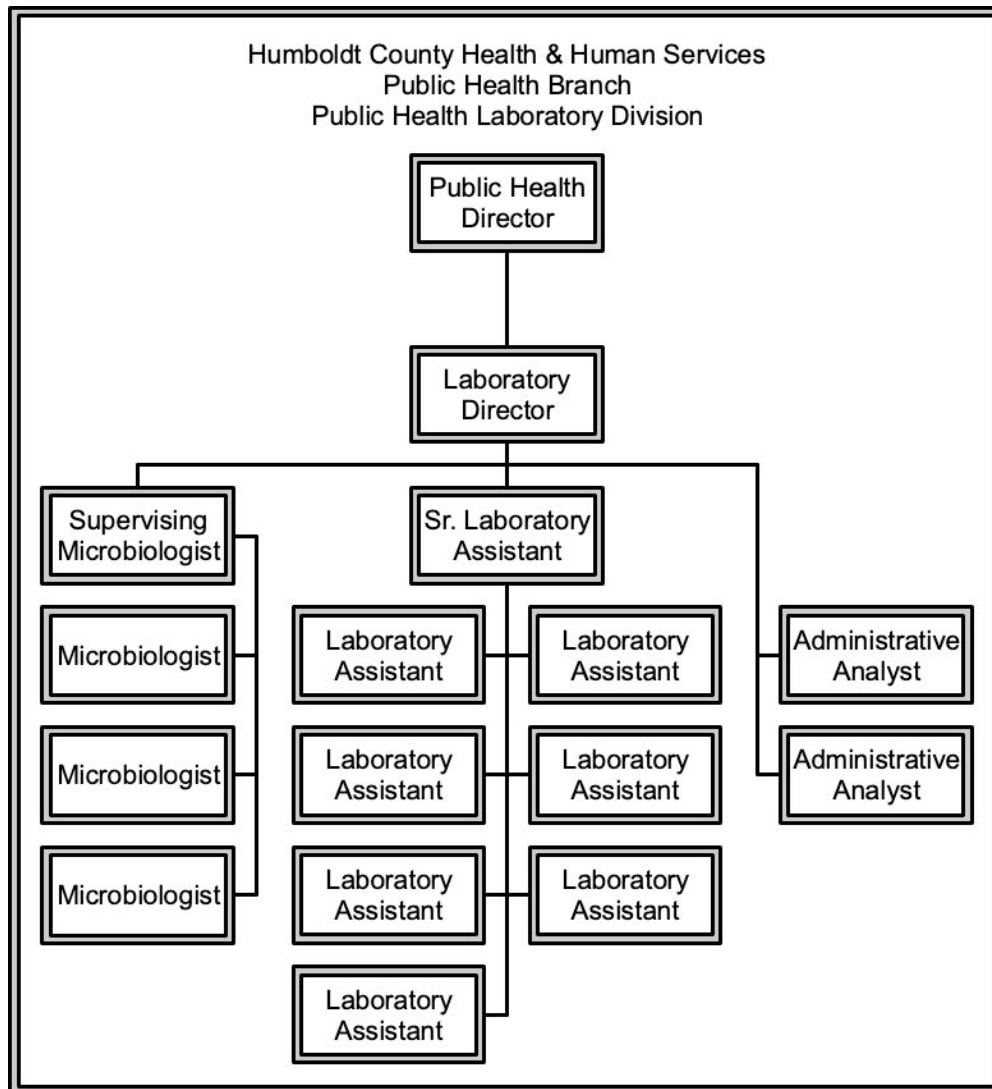 Humboldt County Health & Human Services
Public Health Branch
Public Health Laboratory Division
Public Health
Director
Laboratory
Director
Supervising
Microbiologist
Sr. Laboratory
Assistant
Microbiologist
Laboratory
Assistant
Laboratory
Assistant
Administrative
Analyst
Microbiologist
Laboratory
Assistant
Laboratory
Assistant
Administrative
Analyst
Microbiologist
Laboratory
Assistant
Laboratory
Assistant
Laboratory
Assistant